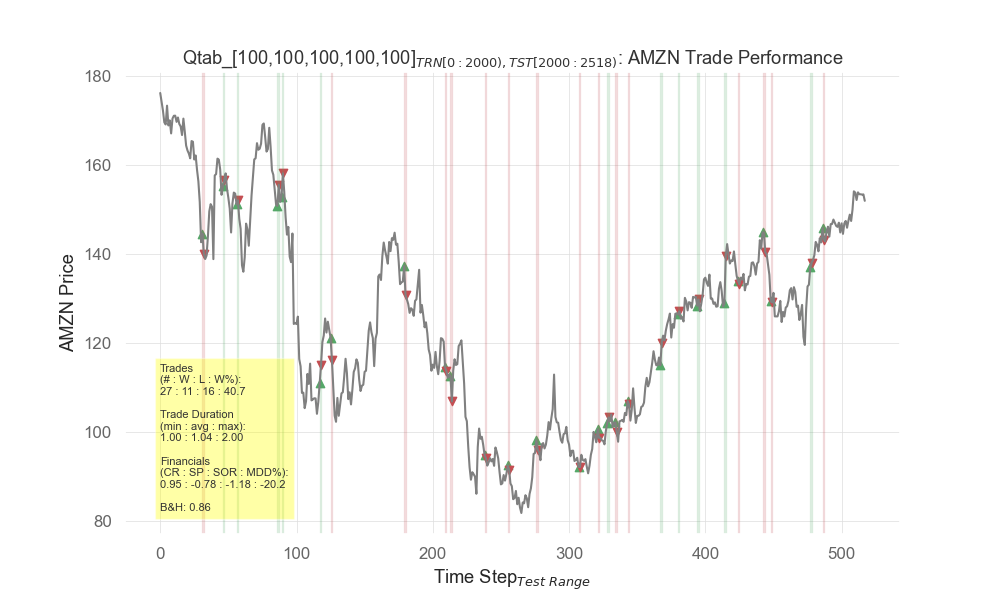 Qtab_[100,100,100,100,100]TRN[0:2000),TST[2000:2518): AMZN Trade Performance
180
160
140
120
100
80
AMZN Price
Trades
(# : W : L : W%):
27 : 11 : 16 : 40.7
Trade Duration
(min : avg : max):
1.00 : 1.04 : 2.00
Financials
(CR : SP : SOR : MDD%):
0.95 : -0.78 : -1.18 : -20.2
B&H: 0.86
0 100 200 300 400 500
Time StepTest Range